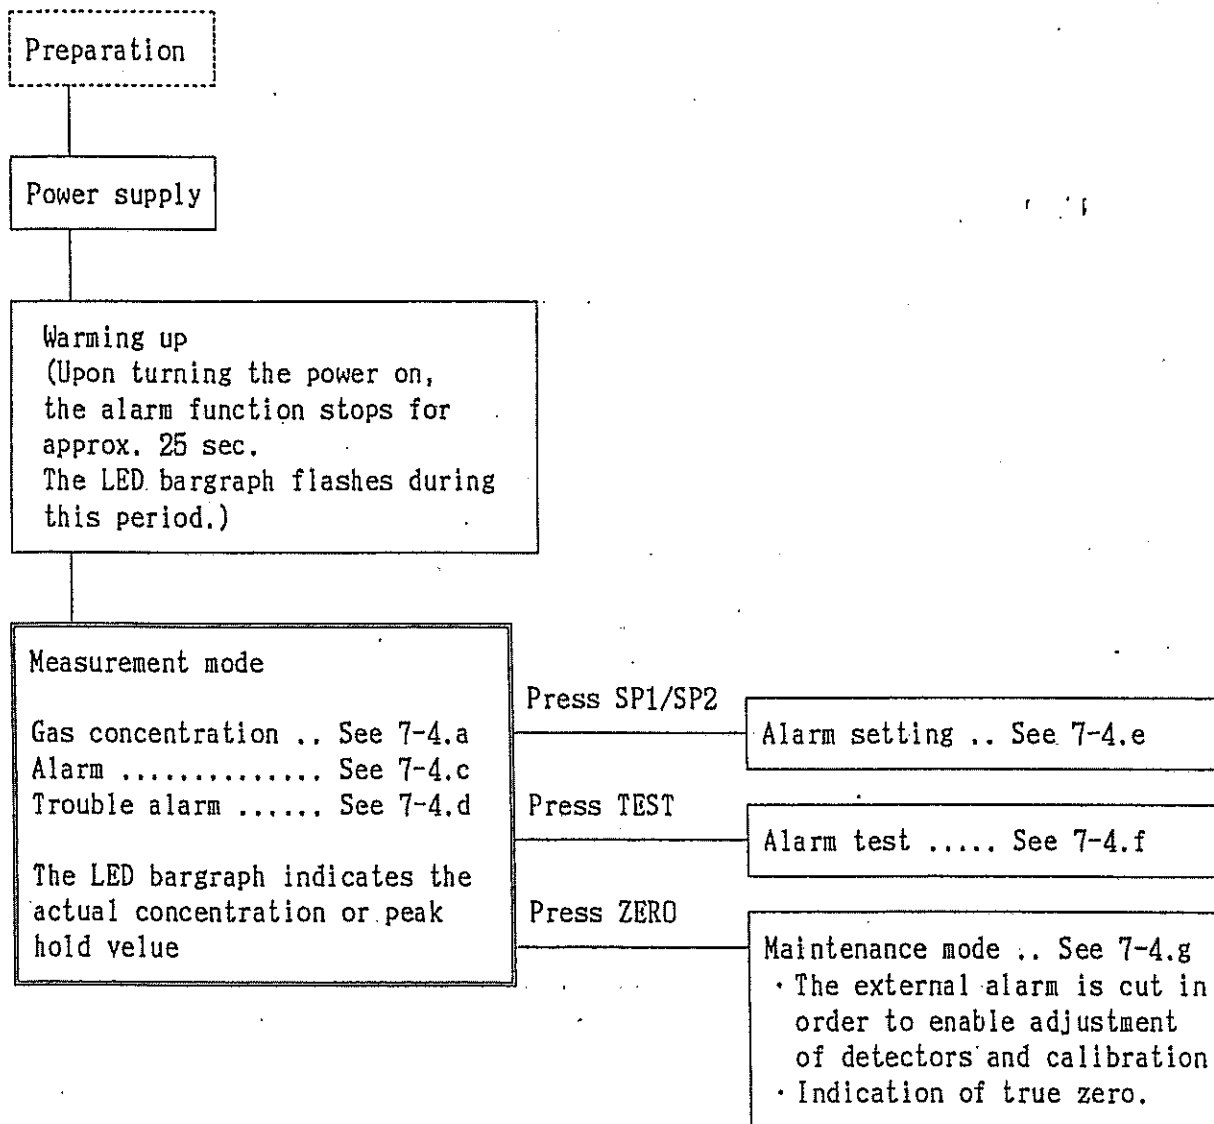 Preparation
Power supply
Warming up
(Upon turning the power on,
the alarm function stops for
approx. 25 sec.
The LED bargraph flashes during
this period.)
Measurement mode
Gas concentration .. See 7-4.a
Alarm .............. See 7-4.c
Trouble alarm ...... See 7-4.d
The LED bargraph indicates the
actual concentration or peak
hold velue
Press SP1/SP2
Alarm setting .. See 7-4.e
Press TEST
Alarm test ..... See 7-4.f
Press ZERO
Maintenance mode .. See 7-4.g
· The external alarm is cut in
order to enable adjustment
of detectors and calibration
· Indication of true zero.